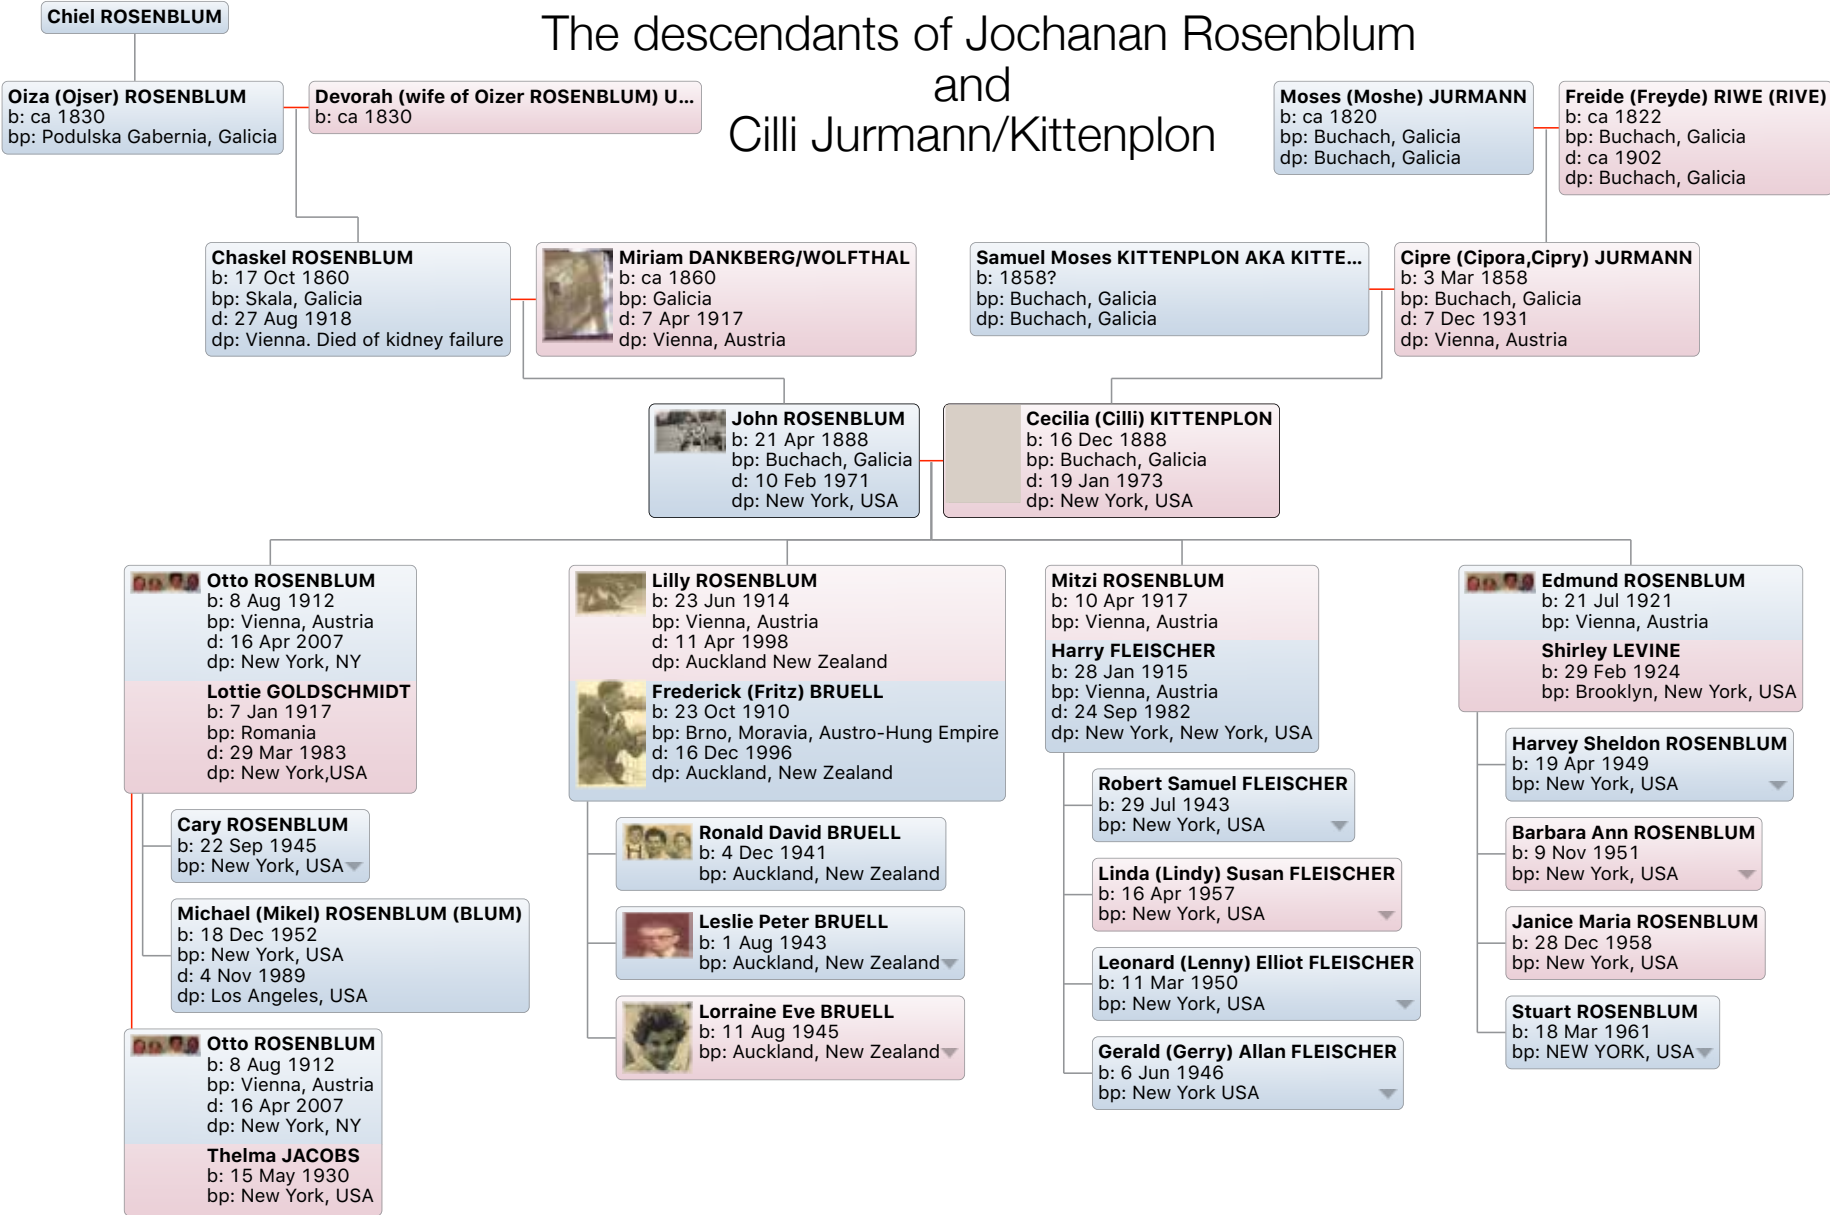 The descendants of Jochanan Rosenblum
and
Cilli Jurmann/Kittenplon
Chiel ROSENBLUM
Oiza (Ojser) ROSENBLUM
b: ca 1830
bp: Podulska Gabernia, Galicia
Devorah (wife of Oizer ROSENBLUM) U...
b: ca 1830
Moses (Moshe) JURMANN
b: ca 1820
bp: Buchach, Galicia
dp: Buchach, Galicia
Freide (Freyde) RIWE (RIVE)
b: ca 1822
bp: Buchach, Galicia
d: ca 1902
dp: Buchach, Galicia
Chaskel ROSENBLUM
b: 17 Oct 1860
bp: Skala, Galicia
d: 27 Aug 1918
dp: Vienna. Died of kidney failure
Miriam DANKBERG/WOLFTHAL
b: ca 1860
bp: Galicia
d: 7 Apr 1917
dp: Vienna, Austria
Samuel Moses KITTENPLON AKA KITTE...
b: 1858?
bp: Buchach, Galicia
dp: Buchach, Galicia
Cipre (Cipora,Cipry) JURMANN
b: 3 Mar 1858
bp: Buchach, Galicia
d: 7 Dec 1931
dp: Vienna, Austria
John ROSENBLUM
b: 21 Apr 1888
bp: Buchach, Galicia
d: 10 Feb 1971
dp: New York, USA
Cecilia (Cilli) KITTENPLON
b: 16 Dec 1888
bp: Buchach, Galicia
d: 19 Jan 1973
dp: New York, USA
Otto ROSENBLUM
b: 8 Aug 1912
bp: Vienna, Austria
d: 16 Apr 2007
dp: New York, NY
Lottie GOLDSCHMIDT
b: 7 Jan 1917
bp: Romania
d: 29 Mar 1983
dp: New York,USA
Cary ROSENBLUM
b: 22 Sep 1945
bp: New York, USA
Michael (Mikel) ROSENBLUM (BLUM)
b: 18 Dec 1952
bp: New York, USA
d: 4 Nov 1989
dp: Los Angeles, USA
Otto ROSENBLUM
b: 8 Aug 1912
bp: Vienna, Austria
d: 16 Apr 2007
dp: New York, NY
Thelma JACOBS
b: 15 May 1930
bp: New York, USA
Lilly ROSENBLUM
b: 23 Jun 1914
bp: Vienna, Austria
d: 11 Apr 1998
dp: Auckland New Zealand
Frederick (Fritz) BRUELL
b: 23 Oct 1910
bp: Brno, Moravia, Austro-Hung Empire
d: 16 Dec 1996
dp: Auckland, New Zealand
Ronald David BRUELL
b: 4 Dec 1941
bp: Auckland, New Zealand
Leslie Peter BRUELL
b: 1 Aug 1943
bp: Auckland, New Zealand
Lorraine Eve BRUELL
b: 11 Aug 1945
bp: Auckland, New Zealand
Mitzi ROSENBLUM
b: 10 Apr 1917
bp: Vienna, Austria
Harry FLEISCHER
b: 28 Jan 1915
bp: Vienna, Austria
d: 24 Sep 1982
dp: New York, New York, USA
Robert Samuel FLEISCHER
b: 29 Jul 1943
bp: New York, USA
Linda (Lindy) Susan FLEISCHER
b: 16 Apr 1957
bp: New York, USA
Leonard (Lenny) Elliot FLEISCHER
b: 11 Mar 1950
bp: New York, USA
Gerald (Gerry) Allan FLEISCHER
b: 6 Jun 1946
bp: New York USA
Edmund ROSENBLUM
b: 21 Jul 1921
bp: Vienna, Austria
Shirley LEVINE
b: 29 Feb 1924
bp: Brooklyn, New York, USA
Harvey Sheldon ROSENBLUM
b: 19 Apr 1949
bp: New York, USA
Barbara Ann ROSENBLUM
b: 9 Nov 1951
bp: New York, USA
Janice Maria ROSENBLUM
b: 28 Dec 1958
bp: New York, USA
Stuart ROSENBLUM
b: 18 Mar 1961
bp: NEW YORK, USA